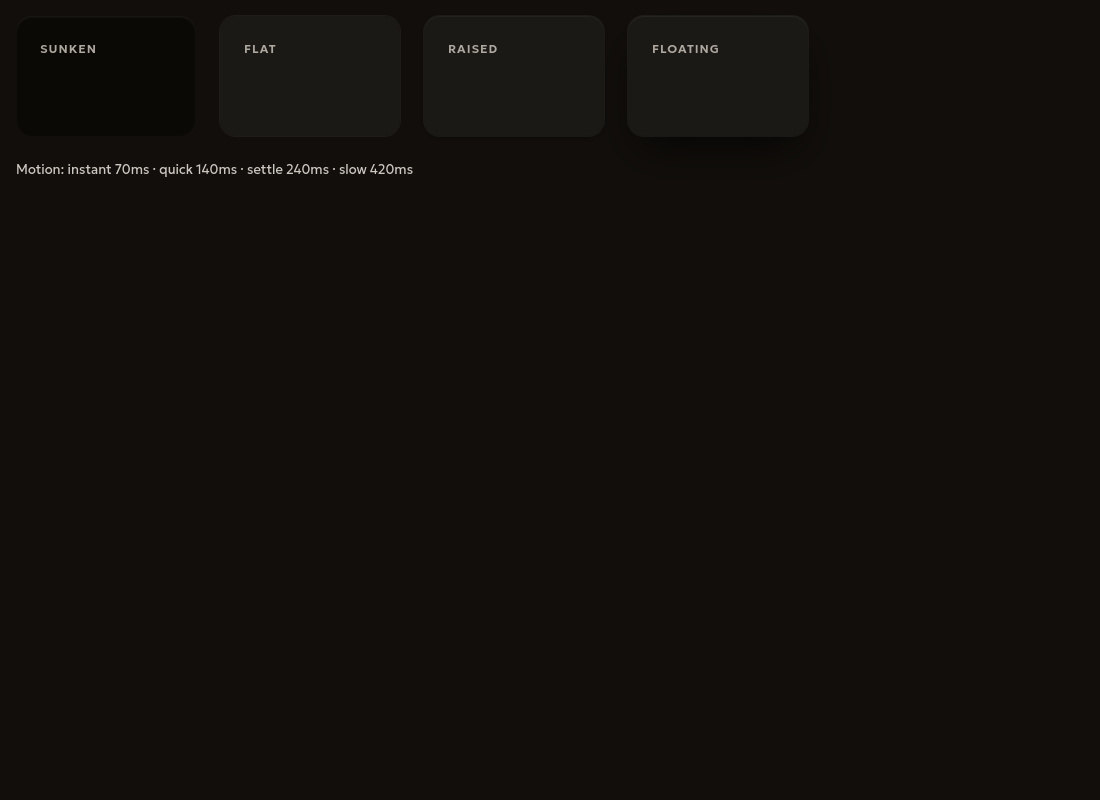 SUNKEN
FLAT
RAISED
FLOATING
Motion: instant 70ms · quick 140ms · settle 240ms · slow 420ms